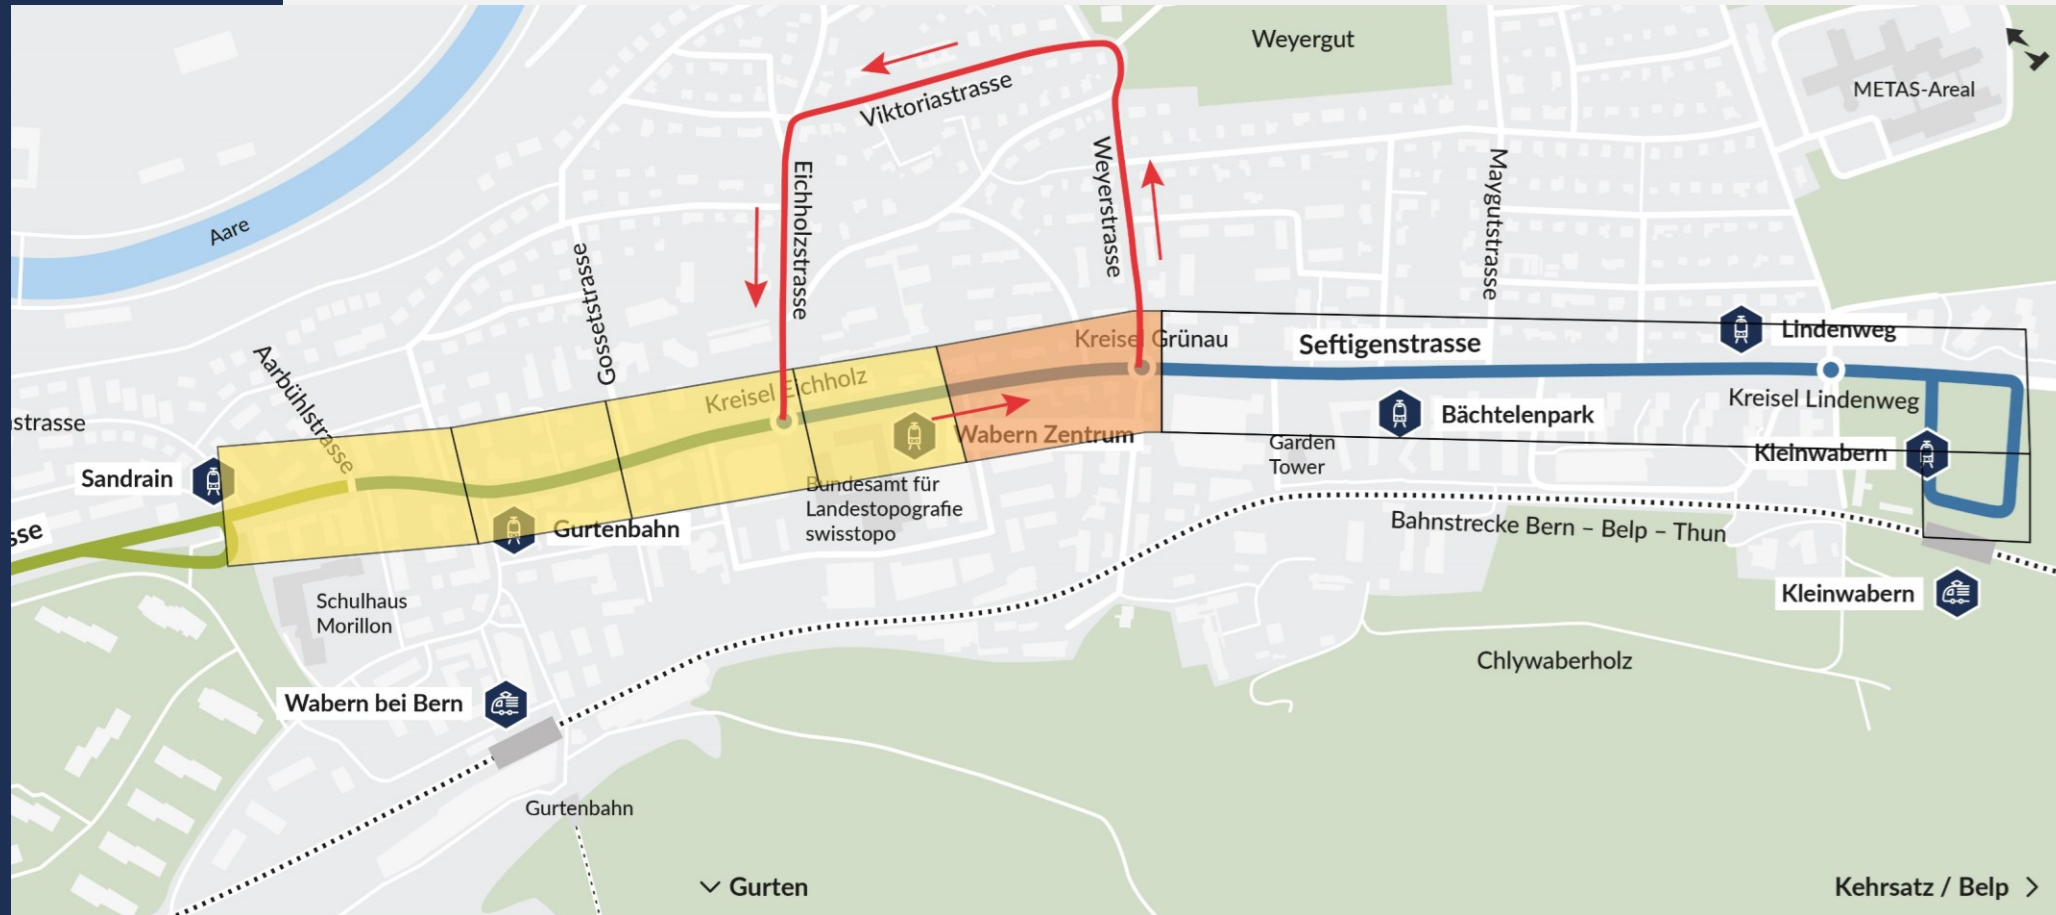 Weyergut
METAS-Areal
Viktoriastrasse
Eichholzstrasse
Weyerstrasse
Maygutstrasse
Aare
Gossetstrasse
Aarbühlstrasse
Kreisel Grünau
Seftigenstrasse
Lindenweg
Kreisel Eichholz
Kreisel Lindenweg
Bächtelenpark
Wabern Zentrum
nstrasse
Garden
Tower
Kleinwabern
Sandrain
Bundesamt für
Landestopografie
swisstopo
Gurtenbahn
sse
Bahnstrecke Bern – Belp – Thun
Schulhaus
Morillon
Kleinwabern
Chlywaberholz
Wabern bei Bern
Gurtenbahn
Gurten
Kehrsatz / Belp